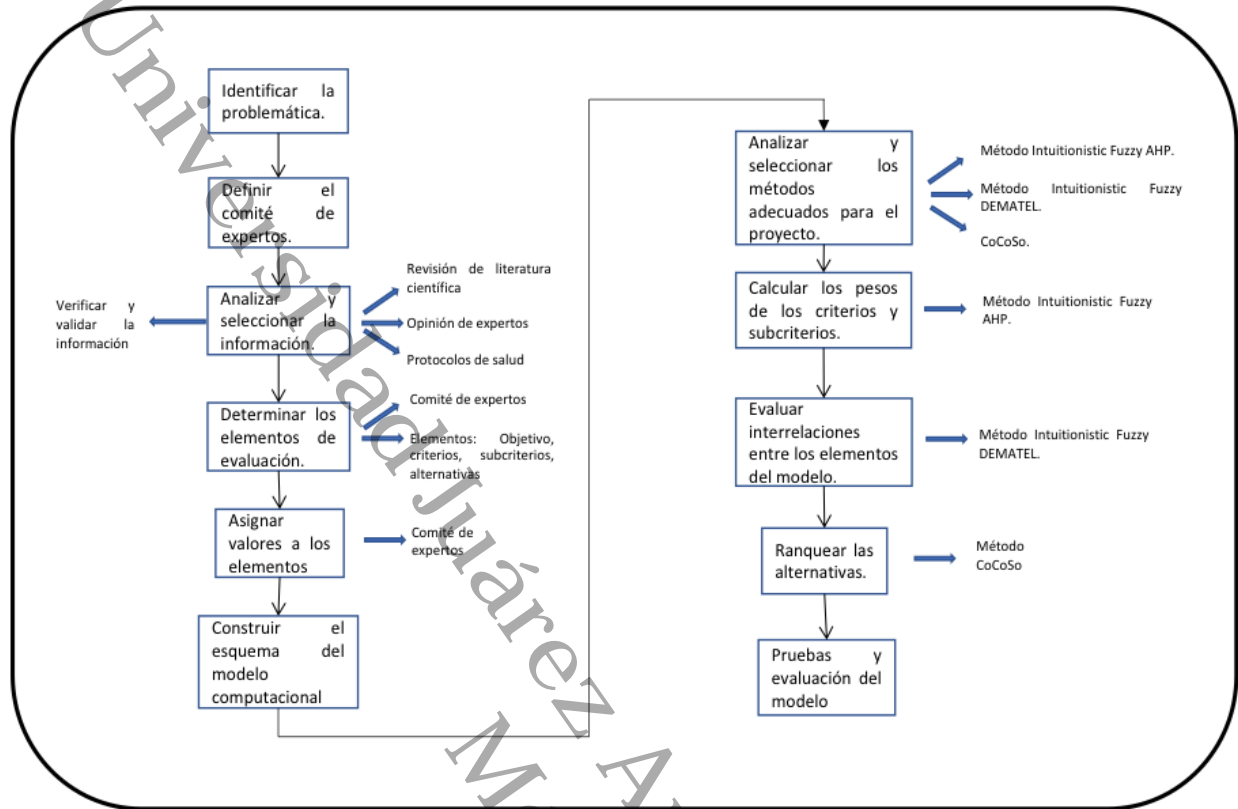 Identificar la
problemática.
Definir el
comité de
expertos.
Analizar y
seleccionar la
información.
Verificar y
validar la
información
Revisión de literatura
científica
Opinión de expertos
Protocolos de salud
Determinar los
elementos de
evaluación.
Comité de expertos
Elementos: Objetivo,
criterios, subcriterios,
alternativas
Asignar
valores a los
elementos
Comité de
expertos
Construir el
esquema del
modelo
computacional
Analizar y
seleccionar los
métodos
adecuados para el
proyecto.
Método Intuitionistic Fuzzy AHP.
Método Intuitionistic Fuzzy
DEMATEL.
CoCoSo.
Calcular los pesos
de los criterios y
subcriterios.
Método Intuitionistic Fuzzy
AHP.
Evaluar
interrelaciones
entre los elementos
del modelo.
Método Intuitionistic Fuzzy
DEMATEL.
Ranquear las
alternativas.
Método
CoCoSo
Pruebas y
evaluación del
modelo
Universidad Juárez